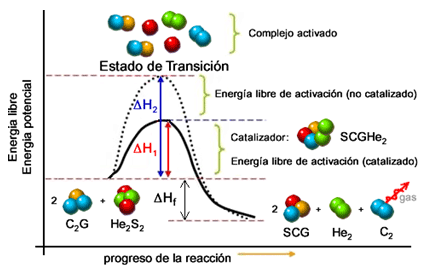 Complejo activado
Estado de Transición
Energía libre de activación (no catalizado)
ΔH2
Catalizador: SCGHe2
ΔH1
Energía libre de activación (catalizado)
Energia libre
Energía potencial
ΔHf
2 + 2 + + gas
C2G He2S2 SCG He2 C2
progreso de la reacción